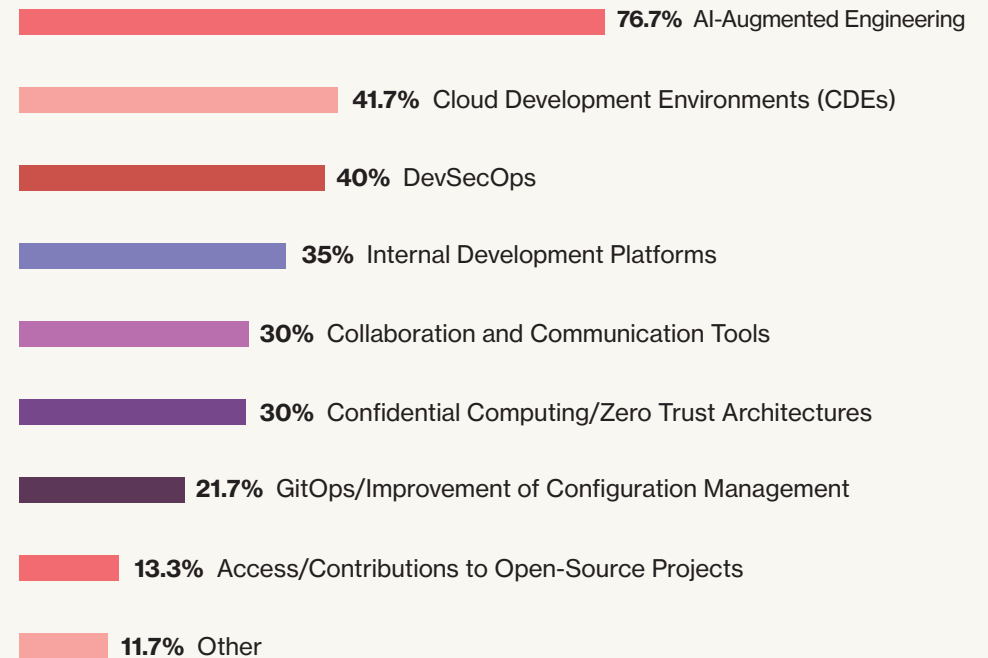 76.7% AI-Augmented Engineering
41.7% Cloud Development Environments (CDEs)
40% DevSecOps
35% Internal Development Platforms
30% Collaboration and Communication Tools
30% Confidential Computing/Zero Trust Architectures
21.7% GitOps/Improvement of Configuration Management
13.3% Access/Contributions to Open-Source Projects
11.7% Other